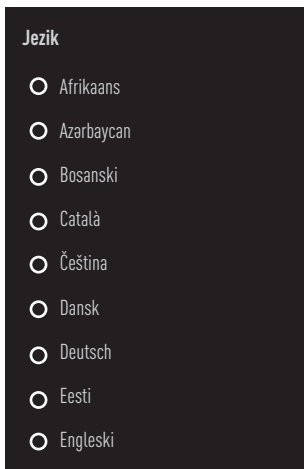 Jezik
Afrikaans
Azərbaycan
Bosanski
Català
Čeština
Dansk
Deutsch
Eesti
Engleski